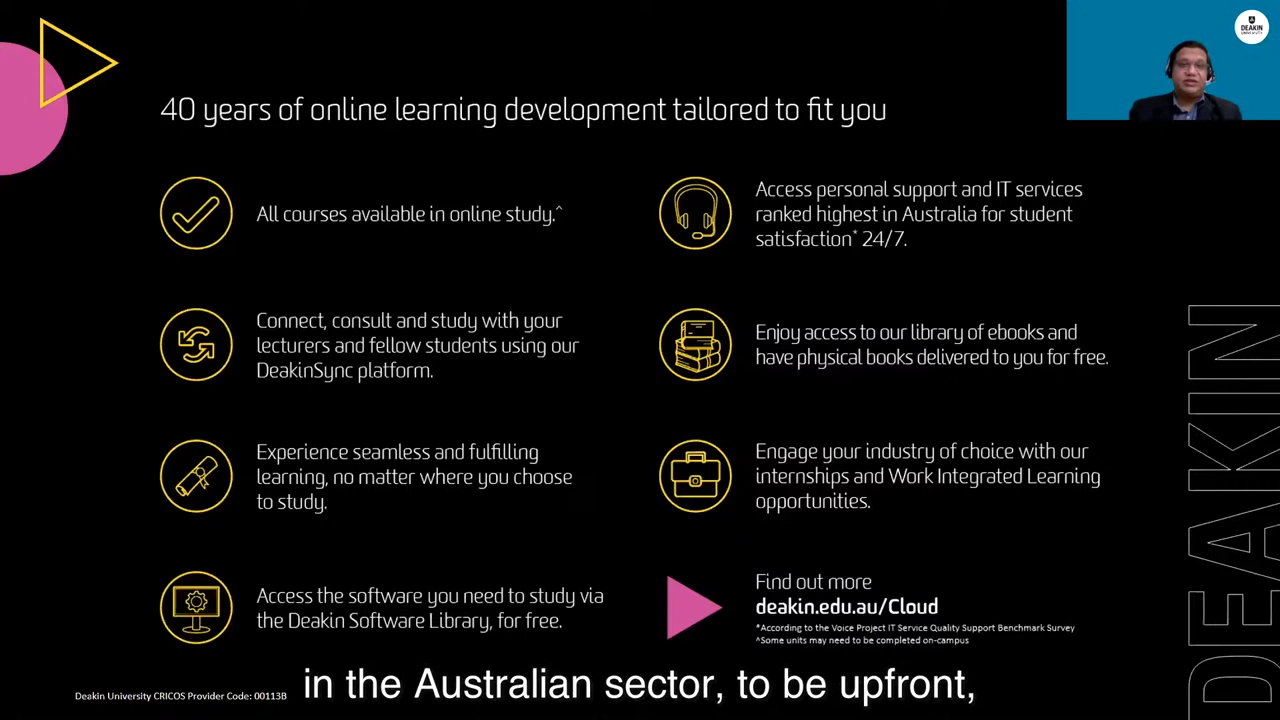 DEAKIN
UNIVERSITY
40 years of online learning development tailored to fit you
All courses available in online study.^
Connect, consult and study with your
lecturers and fellow students using our
DeakinSync platform.
Experience seamless and fulfilling
learning, no matter where you choose
to study.
Access the software you need to study via
the Deakin Software Library, for free.
Access personal support and IT services
ranked highest in Australia for student
satisfaction* 24/7.
Enjoy access to our library of ebooks and
have physical books delivered to you for free.
Engage your industry of choice with our
internships and Work Integrated Learning
opportunities.
Find out more
deakin.edu.au/Cloud
*According to the Voice Project IT Service Quality Support Benchmark Survey
^Some units may need to be completed on-campus
DEAKIN
Deakin University CRICOS Provider Code: 00113B
in the Australian sector, to be upfront,